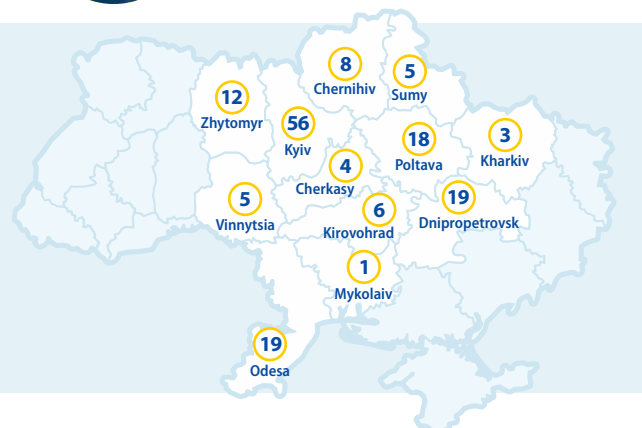 8
Chernihiv
5
Sumy
12
Zhytomyr
56
Kyiv
18
Poltava
3
Kharkiv
4
Cherkasy
5
Vinnytsia
6
Kirovohrad
19
Dnipropetrovsk
1
Mykolaiv
19
Odesa